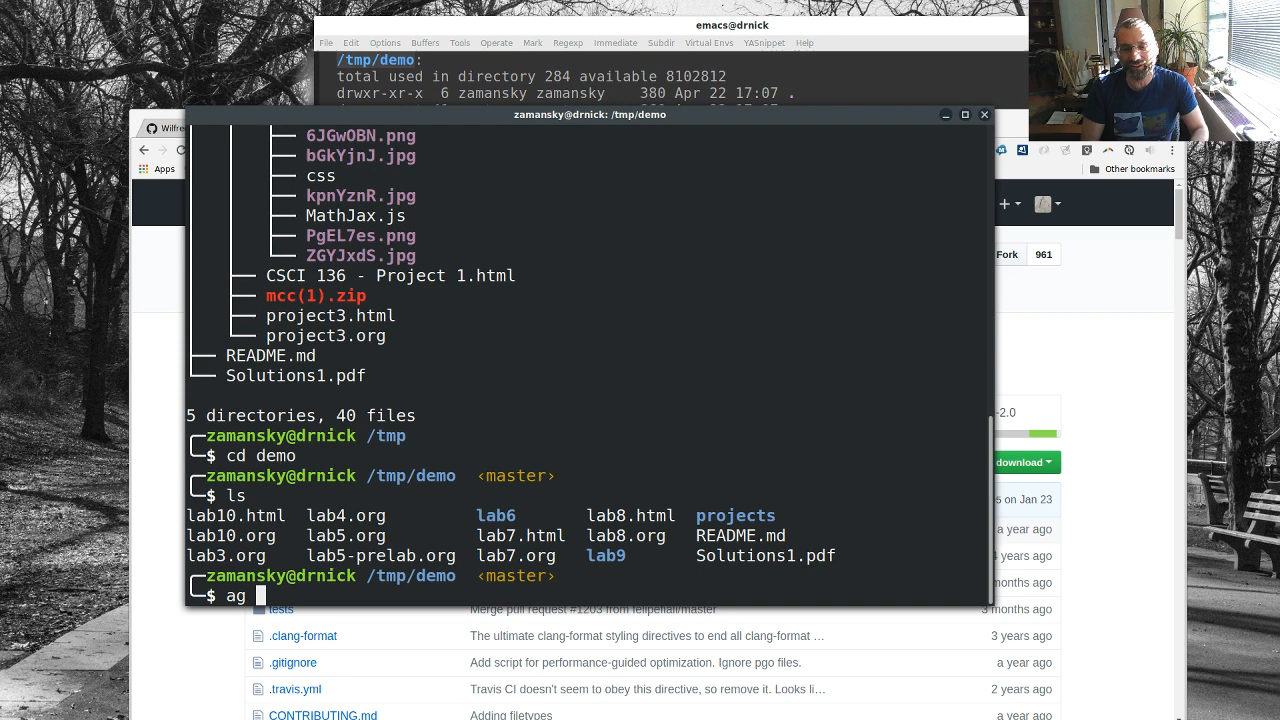 emacs@drnick
File Edit Options Buffers Tools Operate Mark Regexp Immediate Subdir Virtual Envs YASnippet Help
/tmp/demo:
total used in directory 284 available 8102812
drwxr-xr-x 6 zamansky zamansky 380 Apr 22 17:07 .
zamansky@drnick: /tmp/demo
Wilfre
Apps
Other bookmarks
6JGwOBN.png
bGkYjnJ.jpg
css
kpnYznR.jpg
MathJax.js
PgEL7es.png
ZGYJxdS.jpg
Fork 961
CSCI 136 - Project 1.html
mcc(1).zip
project3.html
project3.org
README.md
Solutions1.pdf
5 directories, 40 files
-2.0
zamansky@drnick /tmp
$ cd demo
download
zamansky@drnick /tmp/demo ‹master›
$ ls
s on Jan 23
lab10.html lab4.org lab6 lab8.html projects
a year ago
lab10.org lab5.org lab7.html lab8.org README.md
lab3.org lab5-prelab.org lab7.org lab9 Solutions1.pdf
years ago
zamansky@drnick /tmp/demo ‹master›
months ago
$ ag
tests Merge pull request #1203 from felipefiali/master 3 months ago
.clang-format The ultimate clang-format styling directives to end all clang-format … 3 years ago
.gitignore Add script for performance-guided optimization. Ignore pgo files. a year ago
.travis.yml Travis CI doesn't seem to obey this directive, so remove it. Looks li… 2 years ago
CONTRIBUTING.md Adding filetypes a year ago